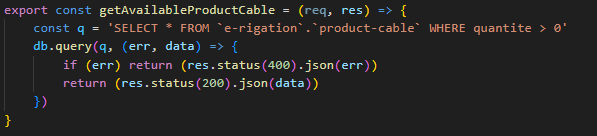 export const getAvailableProductCable = (req, res) => {
    const q = 'SELECT * FROM `e-rigation`.`product-cable` WHERE quantite > 0'
    db.query(q, (err, data) => {
        if (err) return (res.status(400).json(err))
        return (res.status(200).json(data))
    })
}